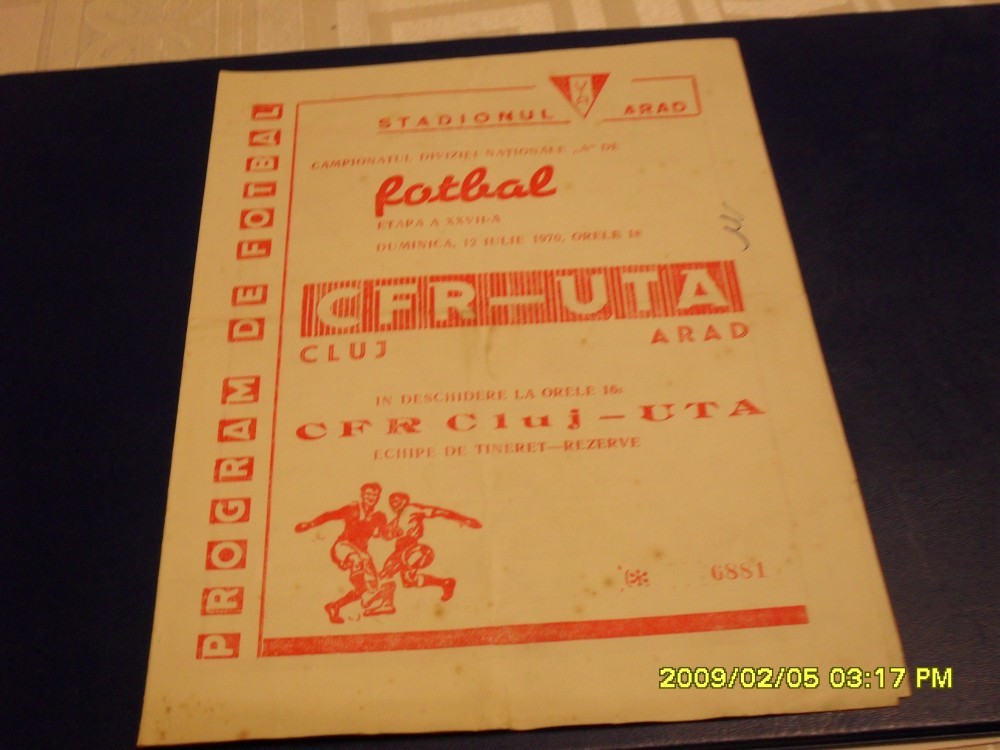 PROGRAM DE FOTBAL
STADIONUL UTA ARAD
CAMPIONATUL DIVIZIEI NAȚIONALE „A" DE
fotbal
ETAPA A XXVII-A
DUMINICA, 12 IULIE 1970, ORELE 18
CFR—UTA
CLUJ ARAD
IN DESCHIDERE LA ORELE 16:
CFR Cluj — UTA
ECHIPE DE TINERET—REZERVE
6881
2009/02/05 03:17 PM